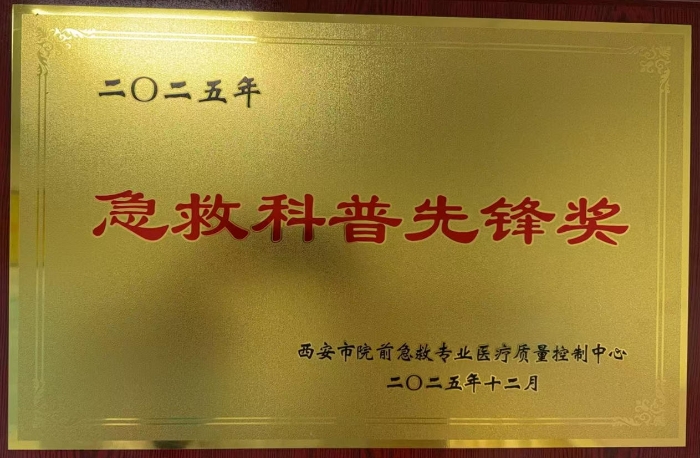 二〇二五年
急救科普先锋奖
西安市院前急救专业医疗质量控制中心
二〇二五年十二月